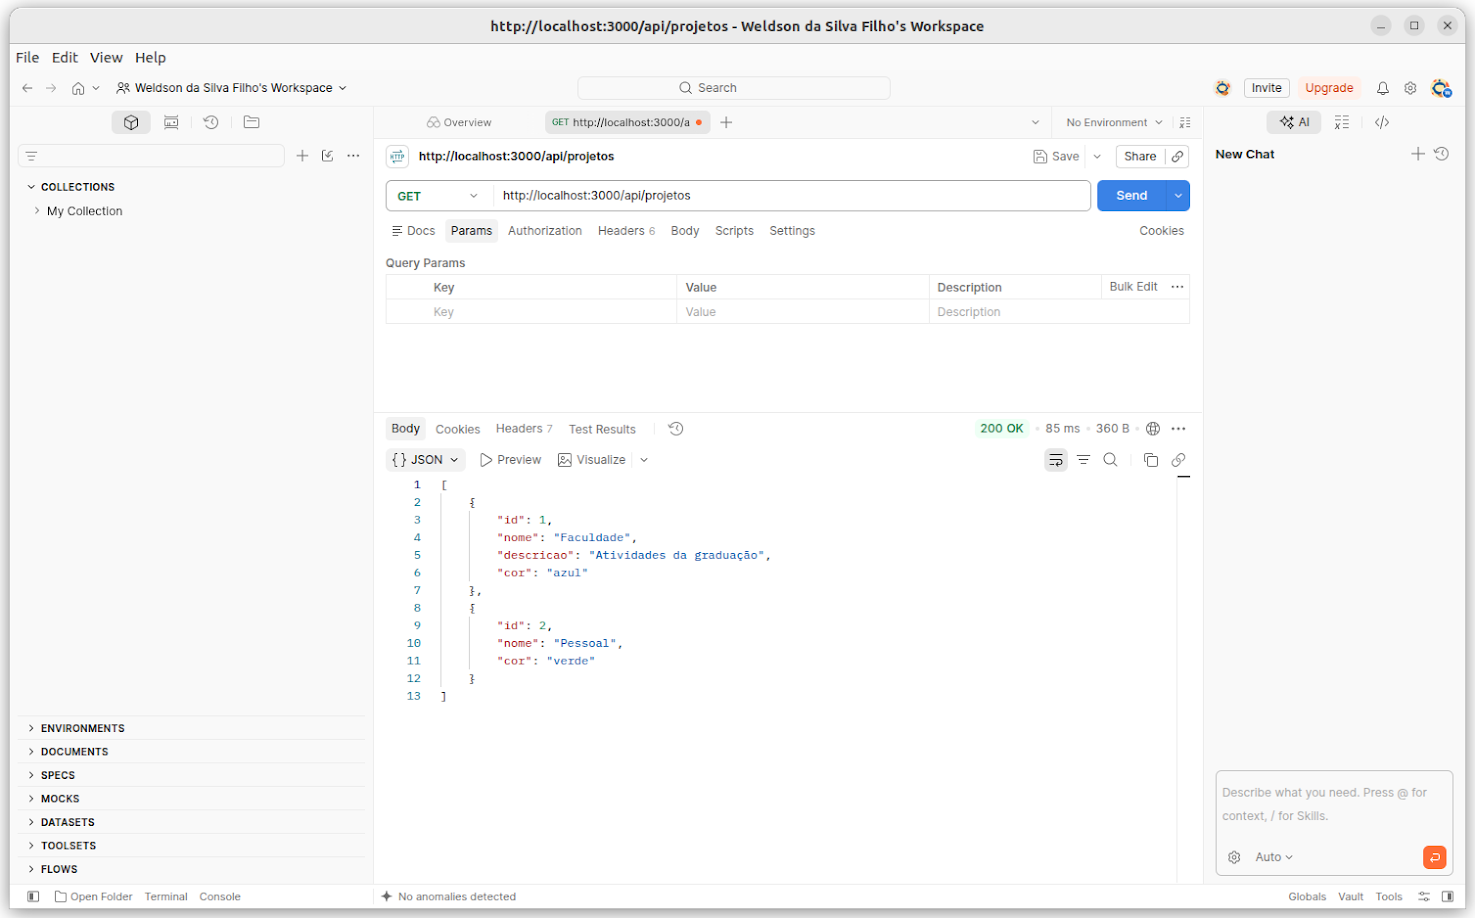 http://localhost:3000/api/projetos - Weldson da Silva Filho's Workspace
File Edit View Help
Weldson da Silva Filho's Workspace
Search
Invite
Upgrade
Overview
GET http://localhost:3000/a
No Environment
AI
HTTP http://localhost:3000/api/projetos
Save
Share
New Chat
COLLECTIONS
My Collection
GET http://localhost:3000/api/projetos
Send
Docs Params Authorization Headers 6 Body Scripts Settings
Cookies
Query Params
Key Value Description Bulk Edit
Key Value Description
Body Cookies Headers 7 Test Results
200 OK • 85 ms • 360 B •
{} JSON Preview Visualize
1 [
2 {
3 "id": 1,
4 "nome": "Faculdade",
5 "descricao": "Atividades da graduação",
6 "cor": "azul"
7 },
8 {
9 "id": 2,
10 "nome": "Pessoal",
11 "cor": "verde"
12 }
13 ]
ENVIRONMENTS
DOCUMENTS
SPECS
MOCKS
DATASETS
TOOLSETS
FLOWS
Describe what you need. Press @ for
context, / for Skills.
Auto
Open Folder Terminal Console
No anomalies detected
Globals Vault Tools